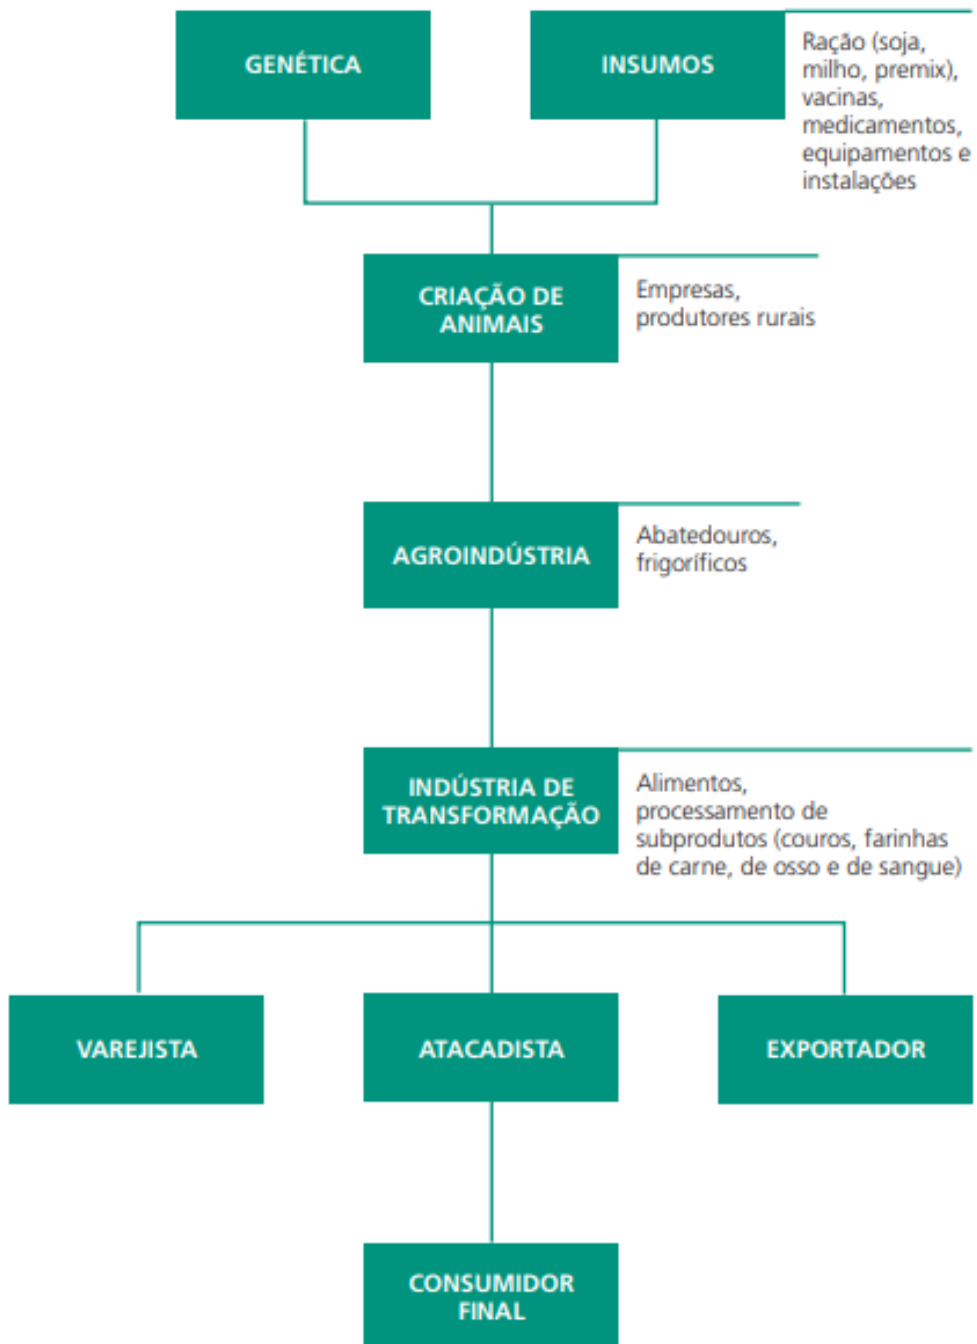 GENÉTICA
INSUMOS
Ração (soja,
milho, premix),
vacinas,
medicamentos,
equipamentos e
instalações
CRIAÇÃO DE
ANIMAIS
Empresas,
produtores rurais
AGROINDÚSTRIA
Abatedouros,
frigoríficos
INDÚSTRIA DE
TRANSFORMAÇÃO
Alimentos,
processamento de
subprodutos (couros, farinhas
de carne, de osso e de sangue)
VAREJISTA
ATACADISTA
EXPORTADOR
CONSUMIDOR
FINAL